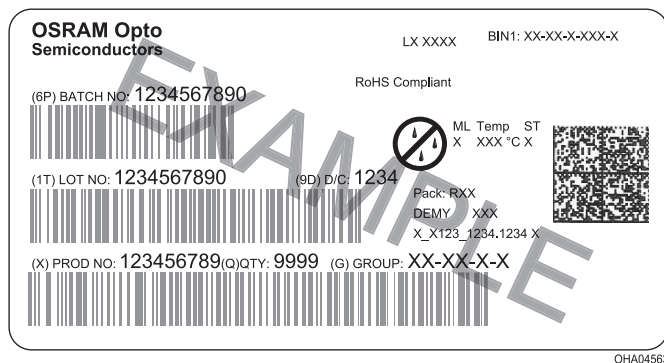 OSRAM Opto
Semiconductors
LX XXXX
BIN1: XX-XX-X-XXX-X
RoHS Compliant
(6P) BATCH NO: 1234567890
ML Temp ST
X XXX °C X
(1T) LOT NO: 1234567890 (9D) D/C: 1234
Pack: RXX
DEMY XXX
X_X123_1234.1234 X
(X) PROD NO: 123456789(Q)QTY: 9999 (G) GROUP: XX-XX-X-X
EXAMPLE
OHA04563